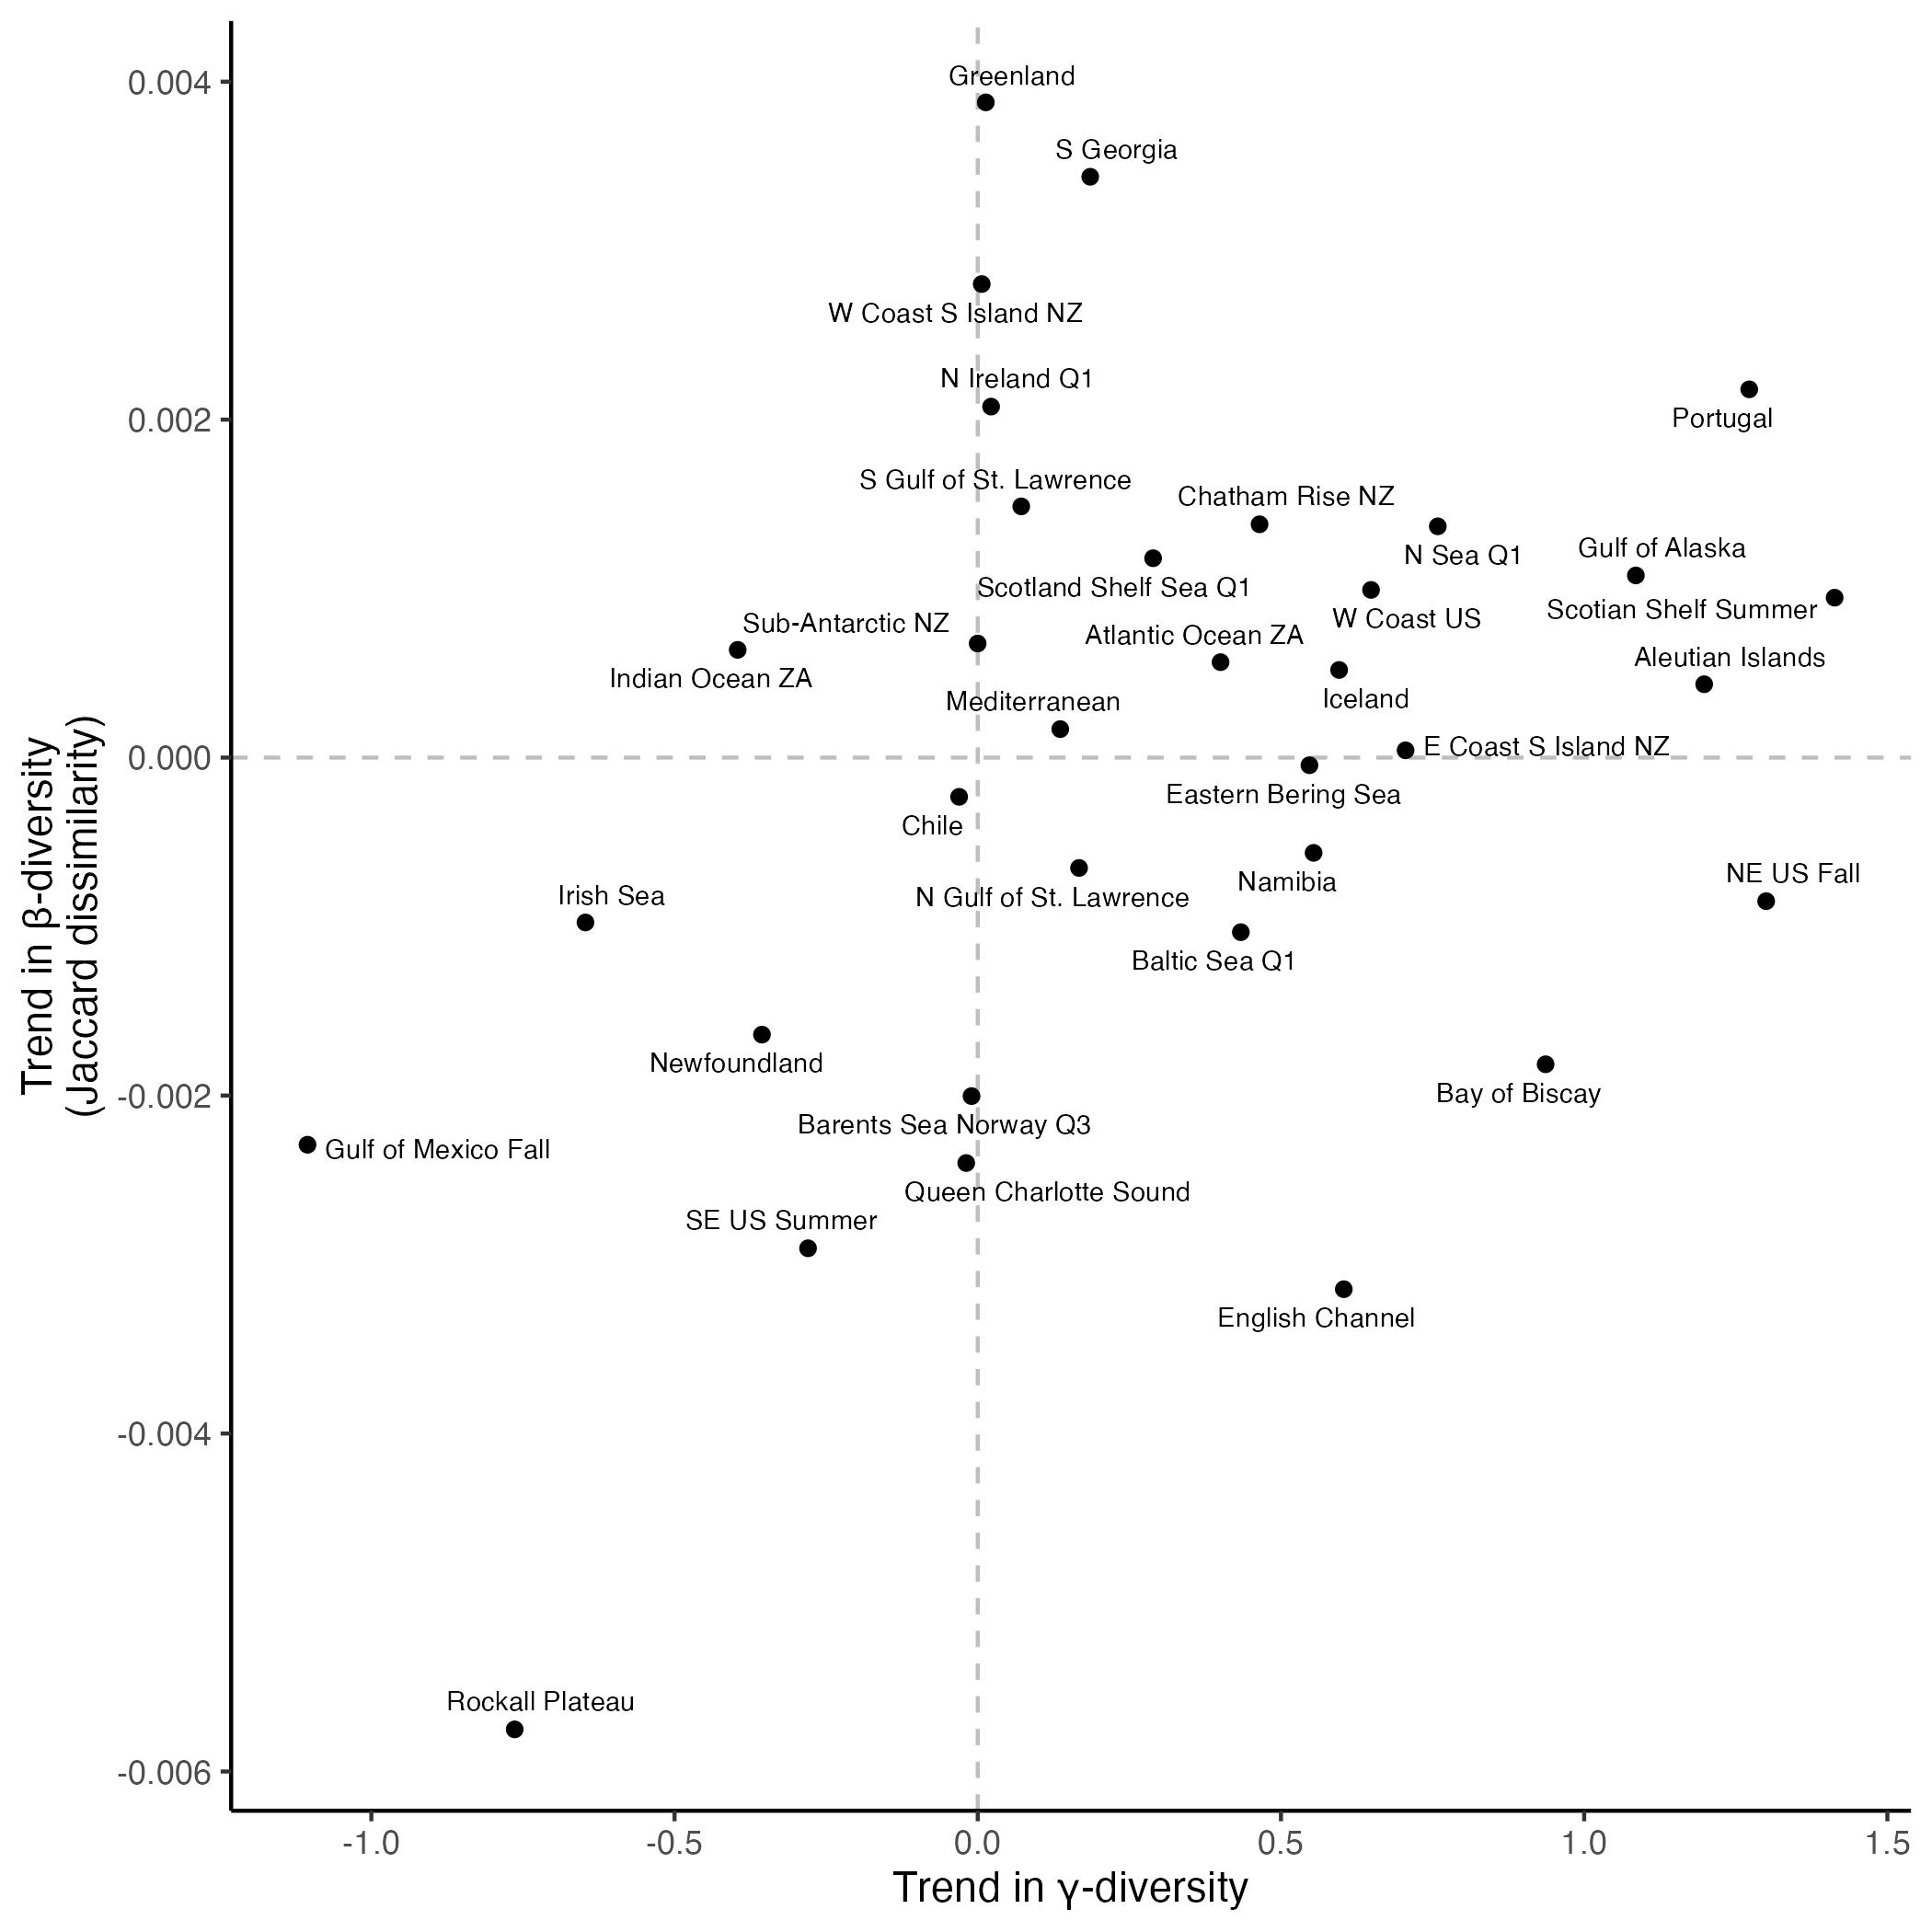 0.004
0.002
0.000
-0.002
-0.004
-0.006
Trend in β-diversity
(Jaccard dissimilarity)
Greenland
S Georgia
W Coast S Island NZ
N Ireland Q1
Portugal
S Gulf of St. Lawrence
Chatham Rise NZ
N Sea Q1
Gulf of Alaska
Scotland Shelf Sea Q1
Scotian Shelf Summer
W Coast US
Sub-Antarctic NZ
Atlantic Ocean ZA
Aleutian Islands
Indian Ocean ZA
Iceland
Mediterranean
E Coast S Island NZ
Eastern Bering Sea
Chile
Namibia
NE US Fall
Irish Sea
N Gulf of St. Lawrence
Baltic Sea Q1
Newfoundland
Bay of Biscay
Barents Sea Norway Q3
Gulf of Mexico Fall
Queen Charlotte Sound
SE US Summer
English Channel
Rockall Plateau
-1.0
-0.5
0.0
0.5
1.0
1.5
Trend in γ-diversity